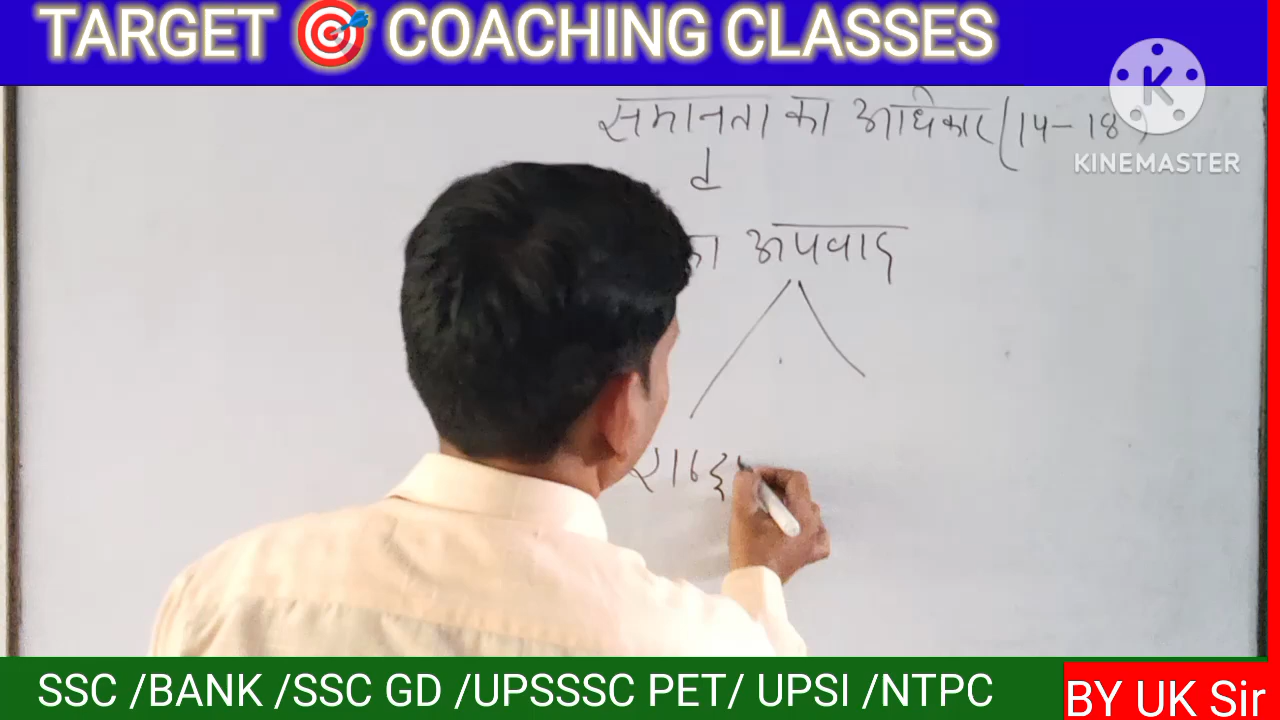 TARGET 🎯 COACHING CLASSES
समानता का अधिकार (14-18)
KINEMASTER
का अपवाद
SSC /BANK /SSC GD /UPSSSC PET/ UPSI /NTPC
BY UK Sir